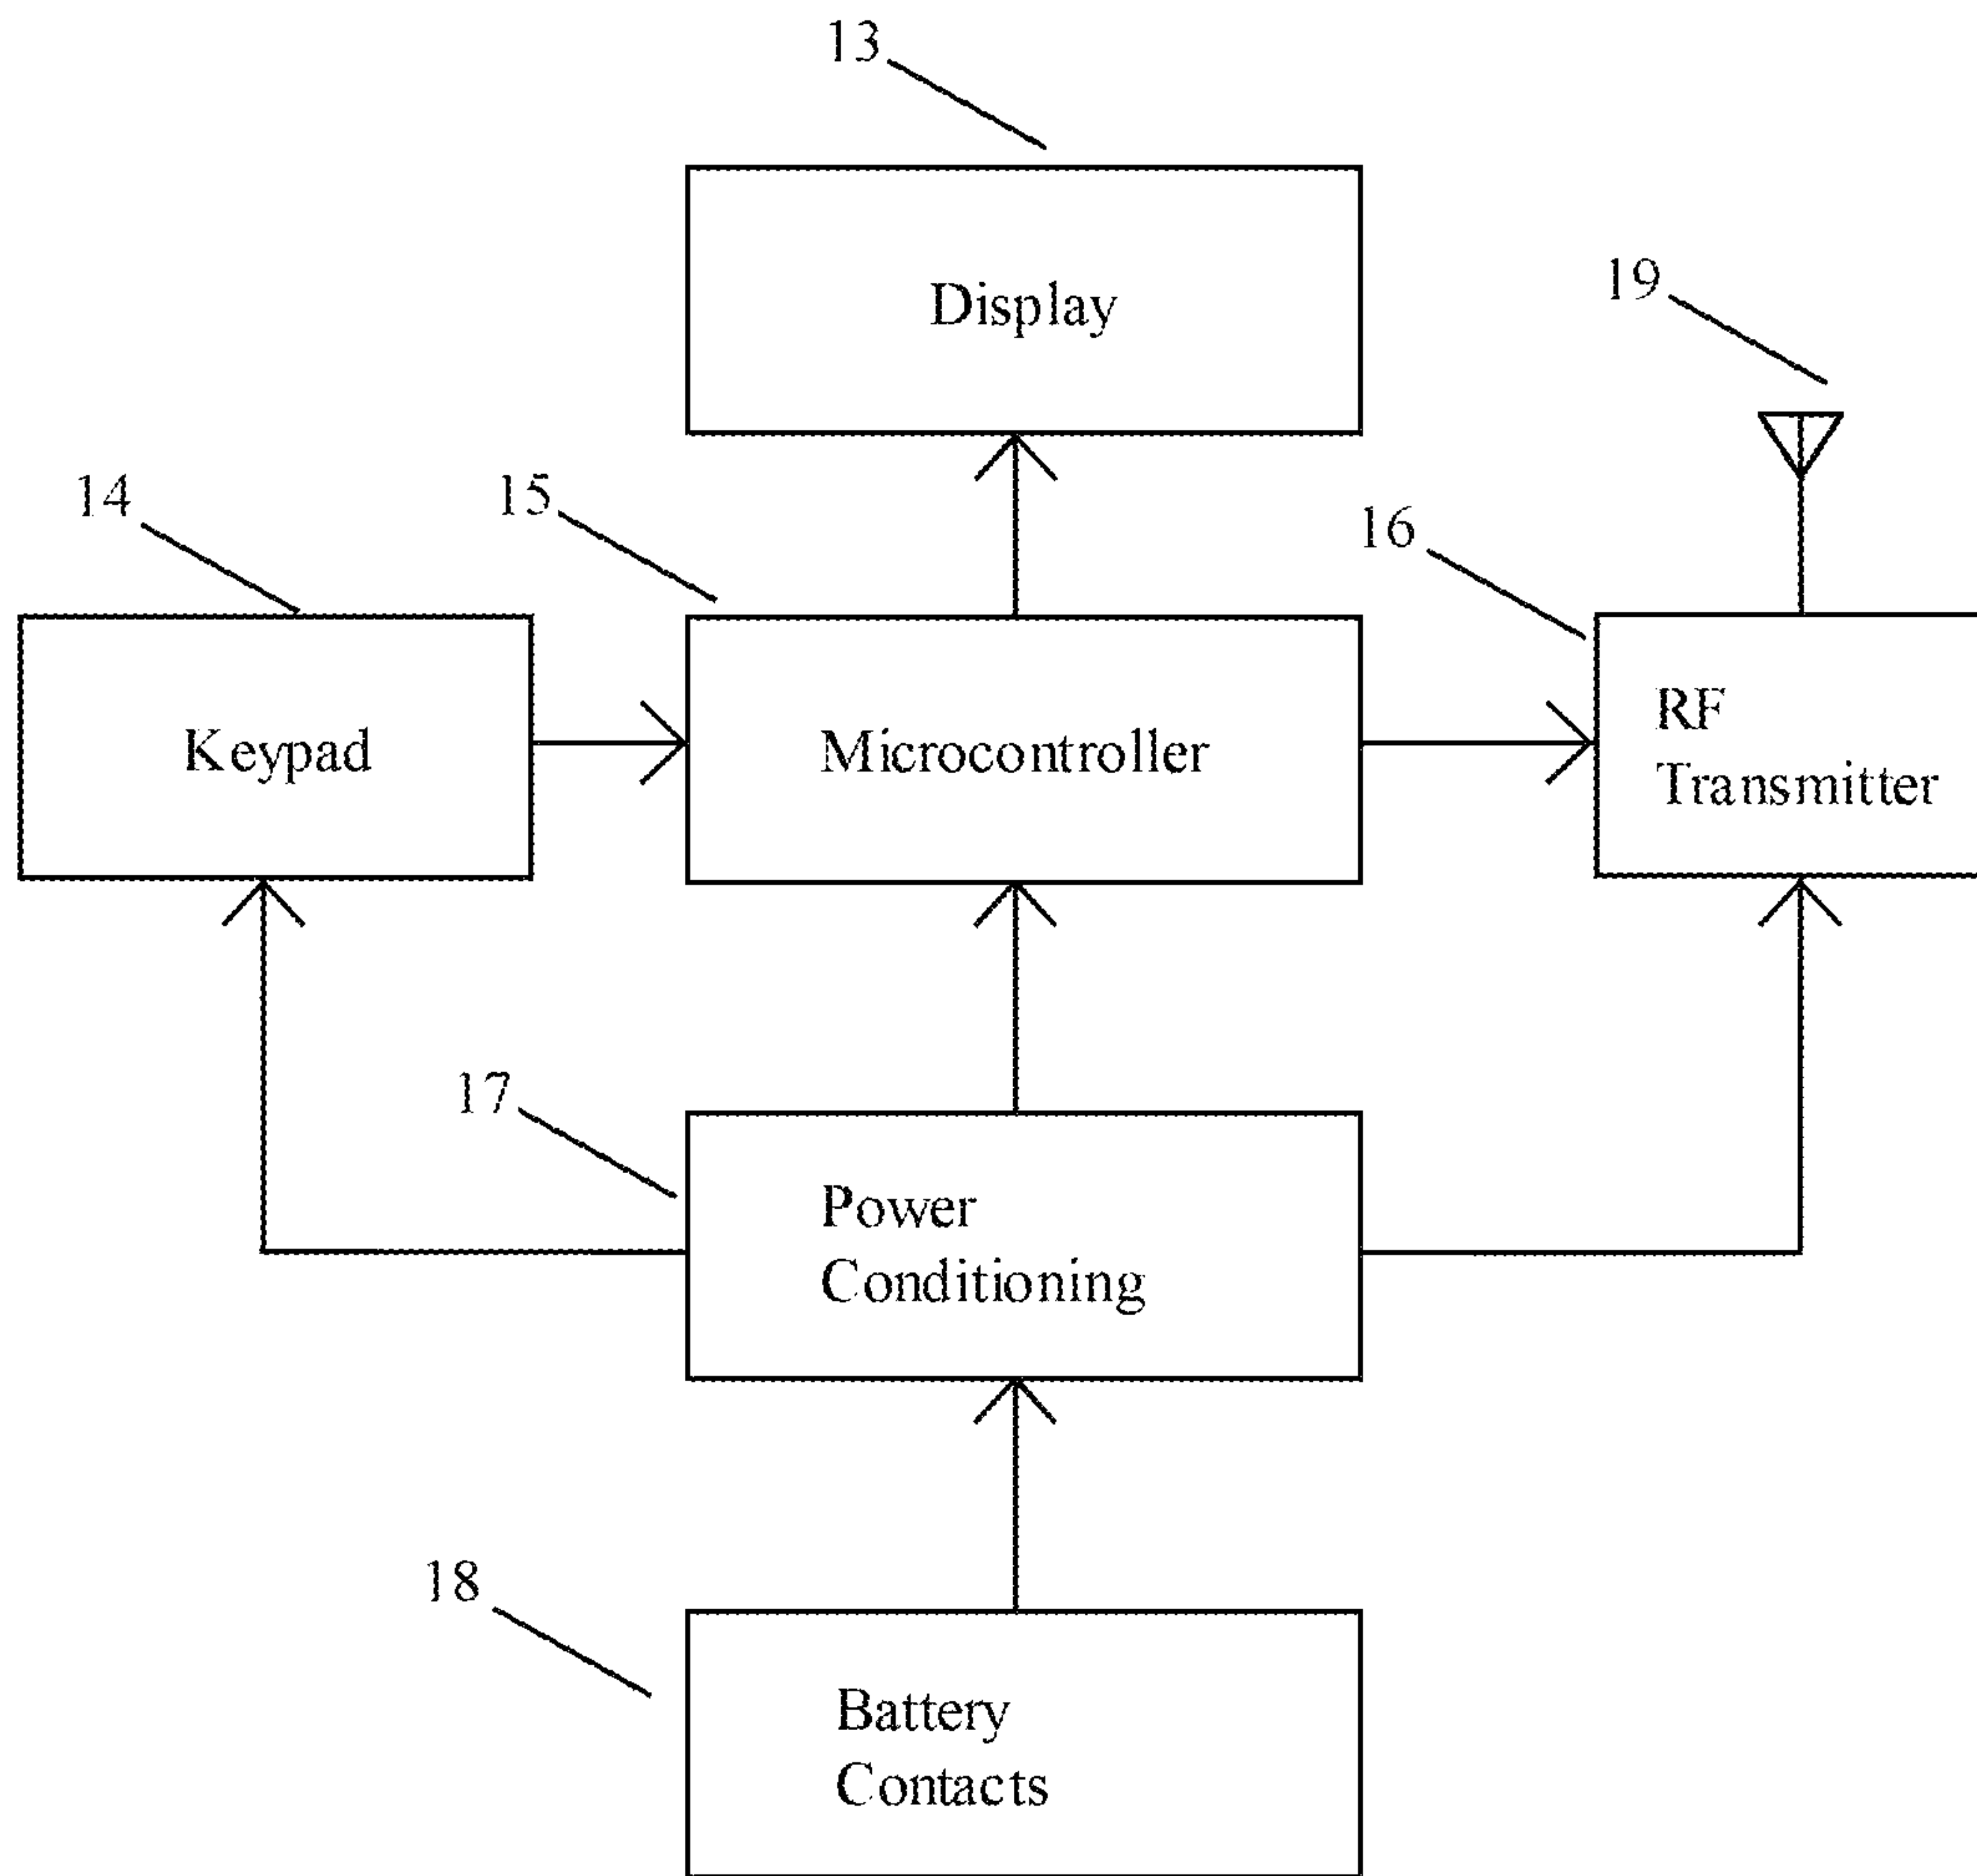 13
Display
19
14
15
16
Keypad
Microcontroller
RF
Transmitter
17
Power
Conditioning
18
Battery
Contacts